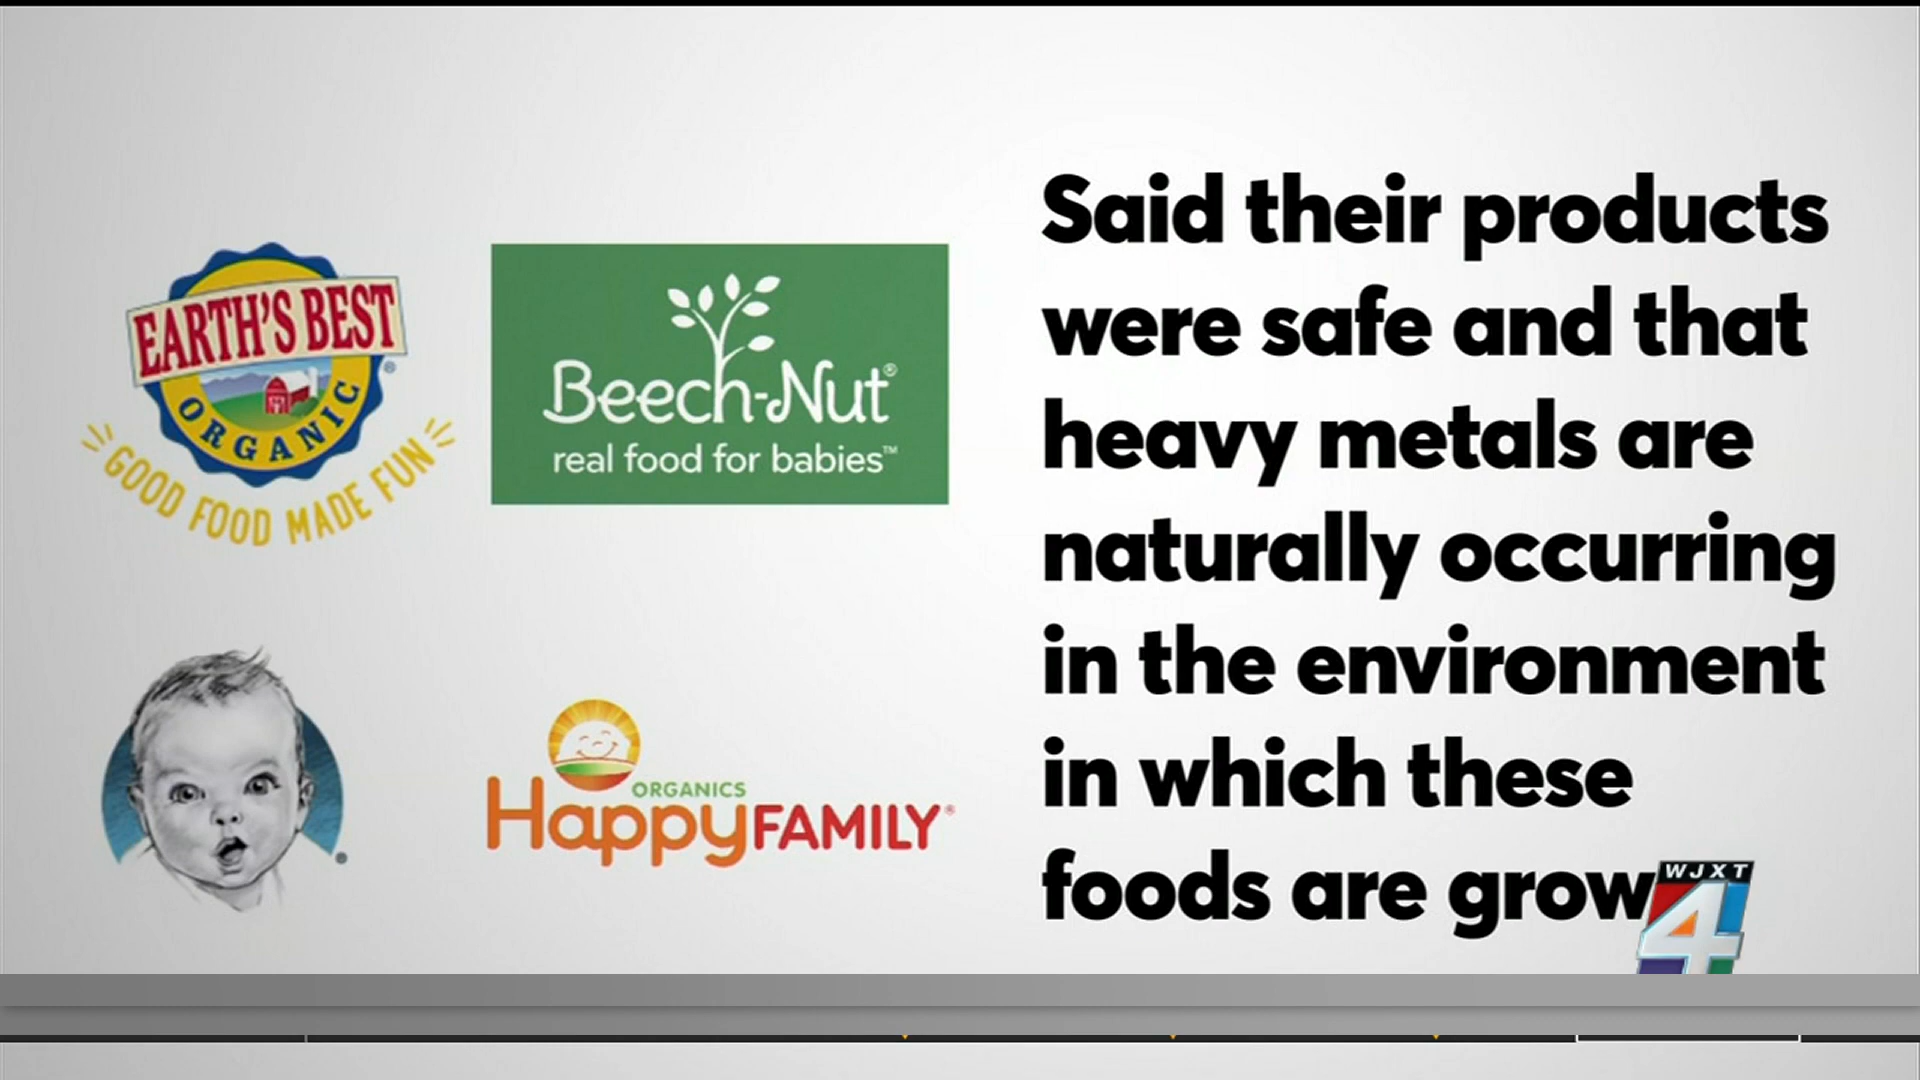 EARTH'S BEST
ORGANIC
GOOD FOOD MADE FUN
Beech-Nut®
real food for babies™
ORGANICS
HappyFAMILY®
Said their products
were safe and that
heavy metals are
naturally occurring
in the environment
in which these
foods are grow
WJXT
4